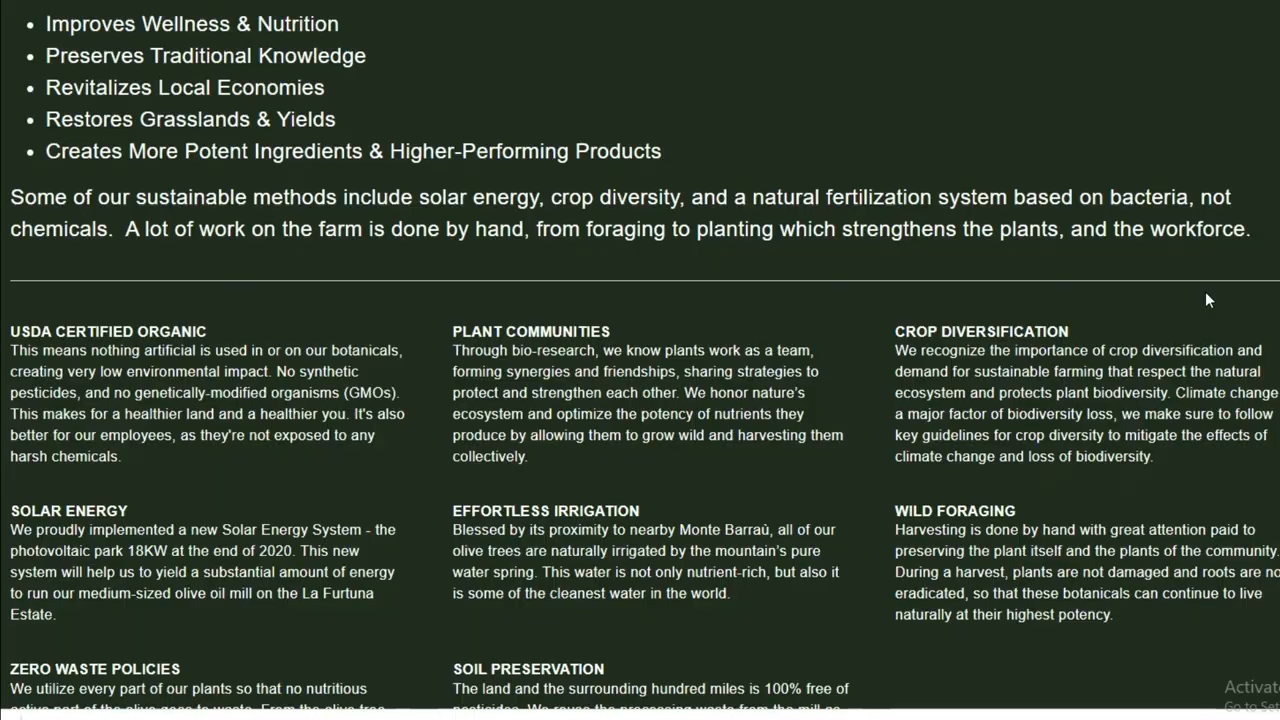 Improves Wellness & Nutrition
Preserves Traditional Knowledge
Revitalizes Local Economies
Restores Grasslands & Yields
Creates More Potent Ingredients & Higher-Performing Products
Some of our sustainable methods include solar energy, crop diversity, and a natural fertilization system based on bacteria, not
chemicals.  A lot of work on the farm is done by hand, from foraging to planting which strengthens the plants, and the workforce.
USDA CERTIFIED ORGANIC
This means nothing artificial is used in or on our botanicals,
creating very low environmental impact. No synthetic
pesticides, and no genetically-modified organisms (GMOs).
This makes for a healthier land and a healthier you. It's also
better for our employees, as they're not exposed to any
harsh chemicals.
PLANT COMMUNITIES
Through bio-research, we know plants work as a team,
forming synergies and friendships, sharing strategies to
protect and strengthen each other. We honor nature's
ecosystem and optimize the potency of nutrients they
produce by allowing them to grow wild and harvesting them
collectively.
CROP DIVERSIFICATION
We recognize the importance of crop diversification and
demand for sustainable farming that respect the natural
ecosystem and protects plant biodiversity. Climate change
a major factor of biodiversity loss, we make sure to follow
key guidelines for crop diversity to mitigate the effects of
climate change and loss of biodiversity.
SOLAR ENERGY
We proudly implemented a new Solar Energy System - the
photovoltaic park 18KW at the end of 2020. This new
system will help us to yield a substantial amount of energy
to run our medium-sized olive oil mill on the La Furtuna
Estate.
EFFORTLESS IRRIGATION
Blessed by its proximity to nearby Monte Barraù, all of our
olive trees are naturally irrigated by the mountain's pure
water spring. This water is not only nutrient-rich, but also it
is some of the cleanest water in the world.
WILD FORAGING
Harvesting is done by hand with great attention paid to
preserving the plant itself and the plants of the community.
During a harvest, plants are not damaged and roots are no
eradicated, so that these botanicals can continue to live
naturally at their highest potency.
ZERO WASTE POLICIES
We utilize every part of our plants so that no nutritious
SOIL PRESERVATION
The land and the surrounding hundred miles is 100% free of
Activate
Go to Set